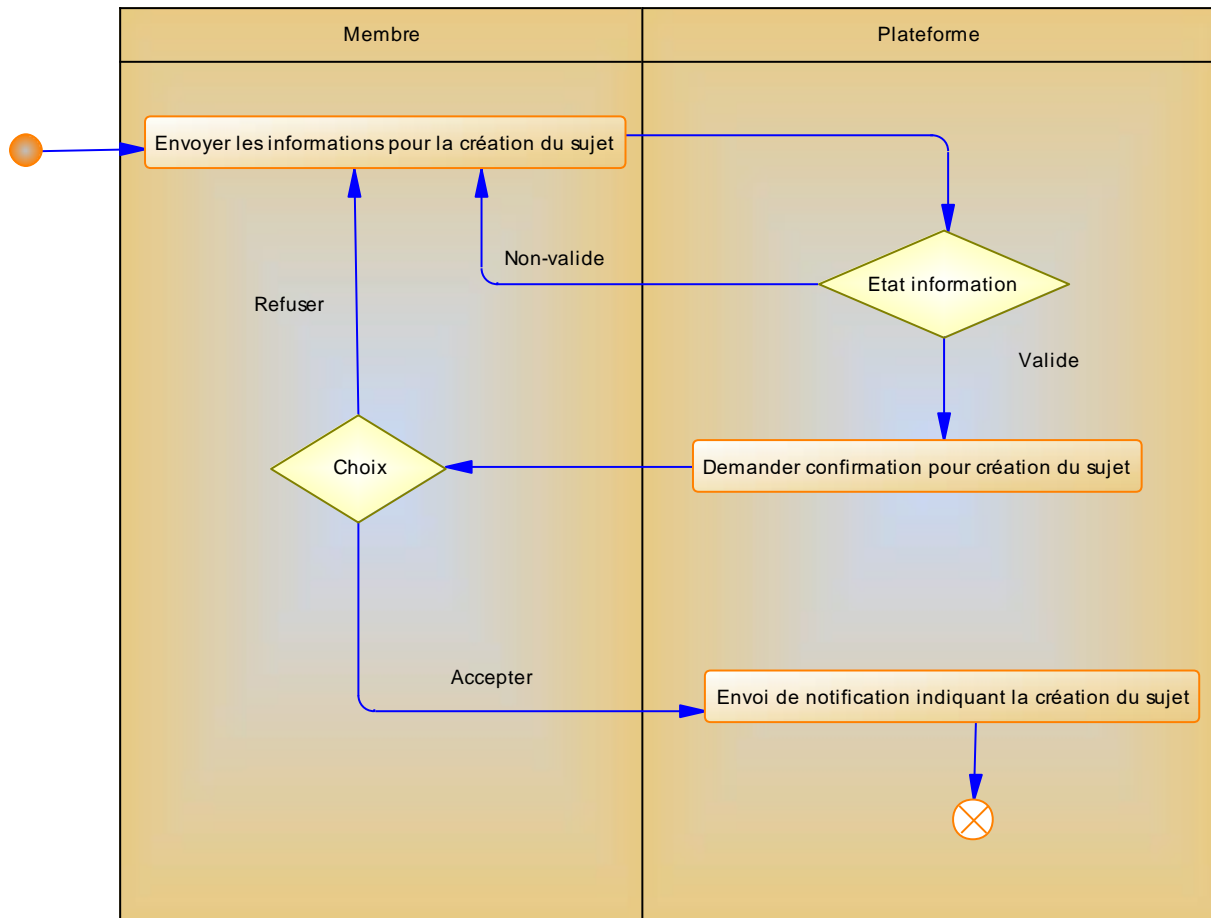 Membre
Plateforme
Envoyer les informations pour la création du sujet
Non-valide
Etat information
Refuser
Valide
Choix
Demander confirmation pour création du sujet
Accepter
Envoi de notification indiquant la création du sujet